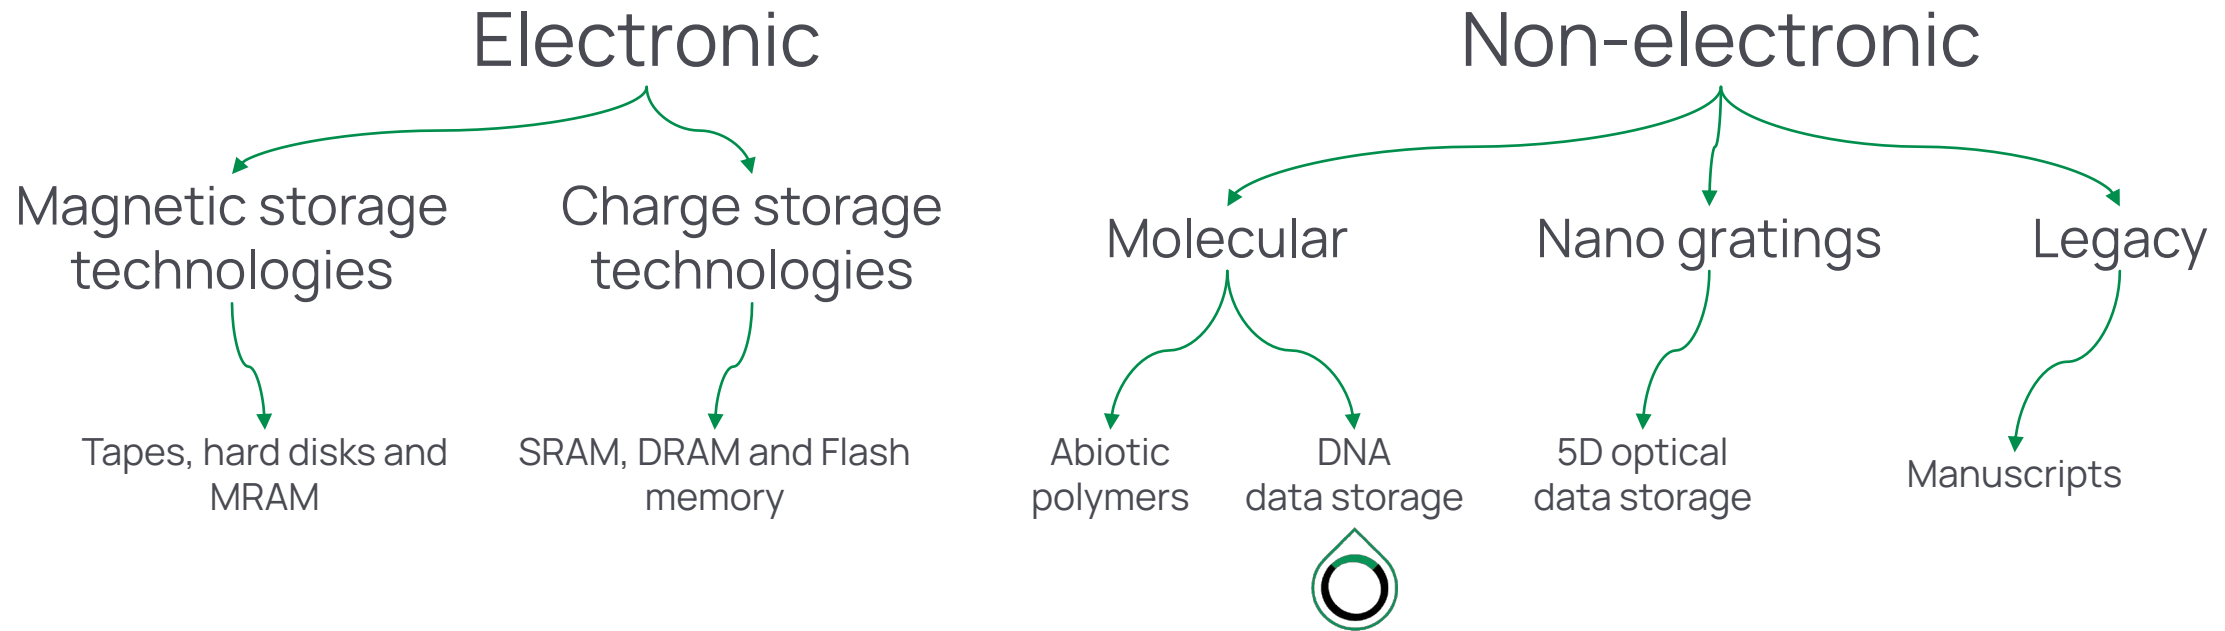 Electronic
Non-electronic
Magnetic storage
technologies
Charge storage
technologies
Molecular
Nano gratings
Legacy
Tapes, hard disks and
MRAM
SRAM, DRAM and Flash
memory
Abiotic
polymers
DNA
data storage
5D optical
data storage
Manuscripts